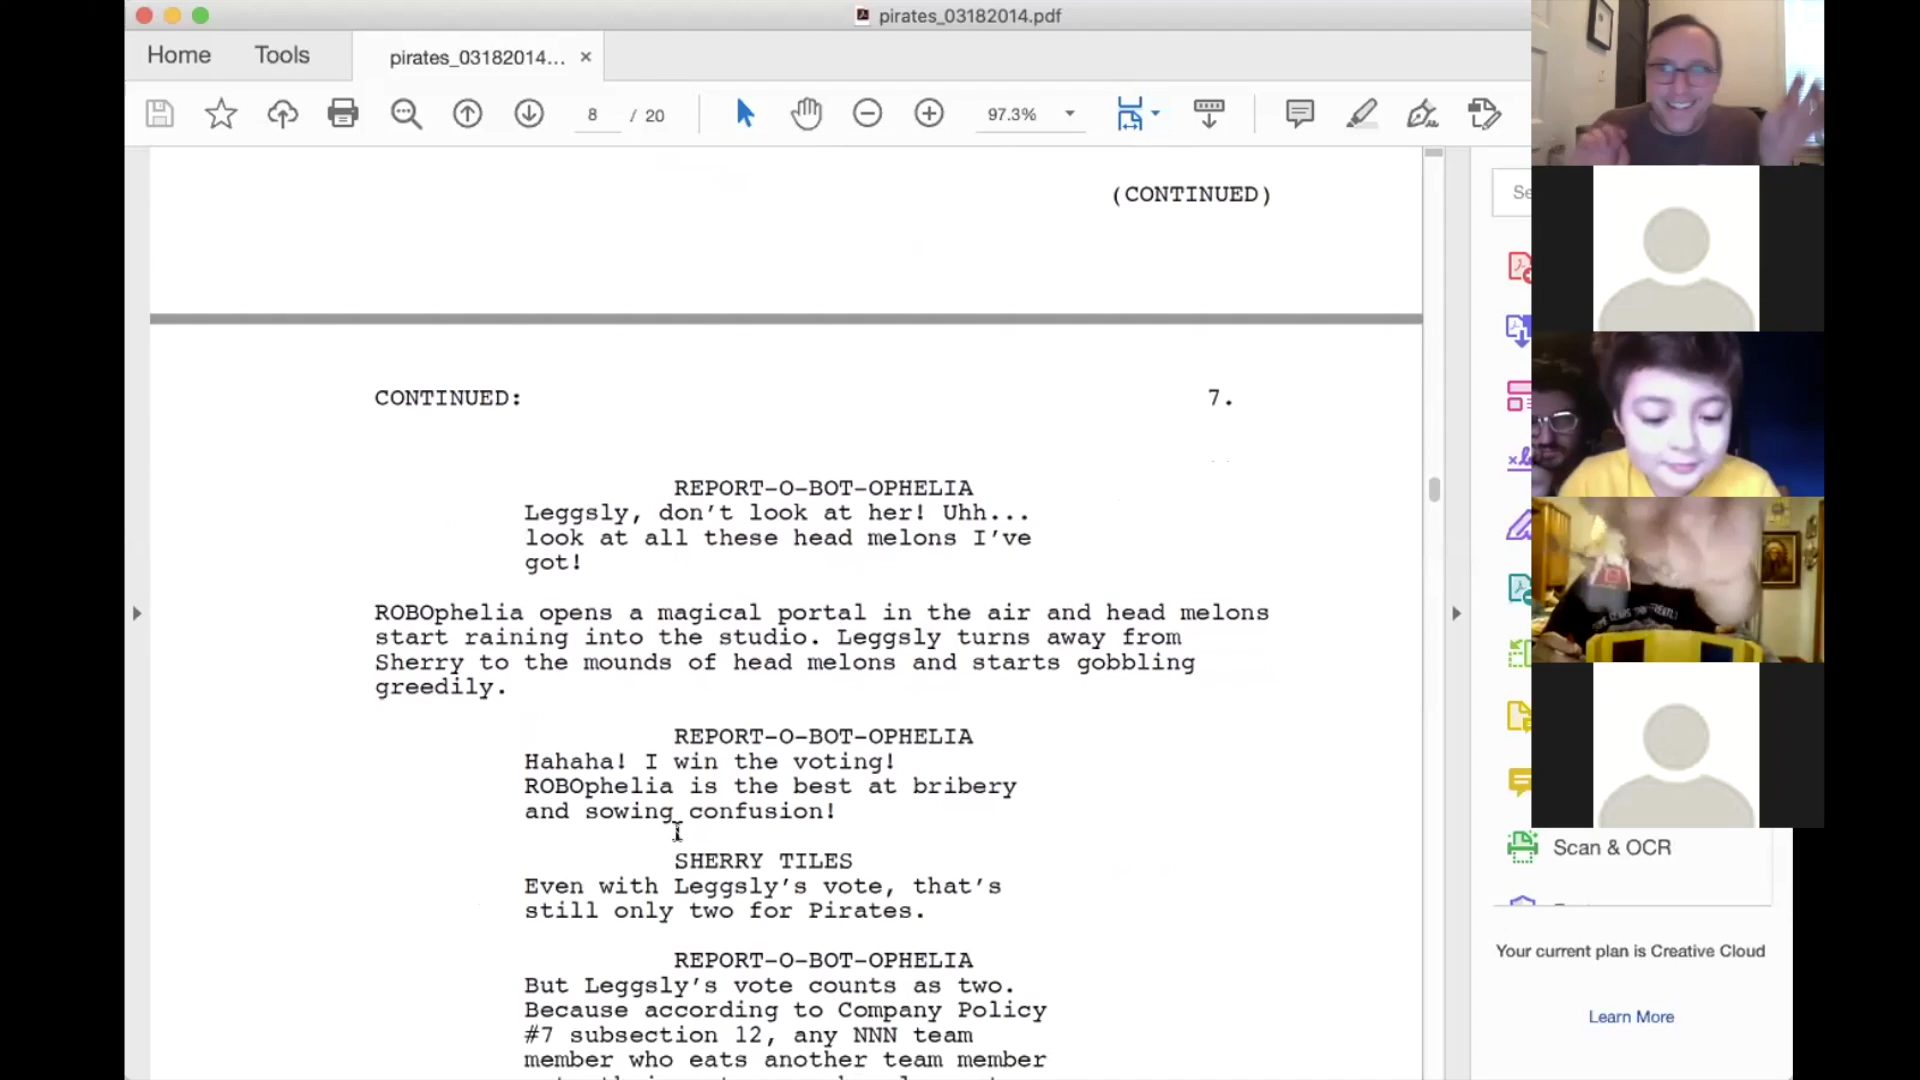 pirates_03182014.pdf
Home
Tools
pirates_03182014...
8 / 20
97.3%
(CONTINUED)
CONTINUED:
7.
REPORT-O-BOT-OPHELIA
Leggsly, don't look at her! Uhh...
look at all these head melons I've
got!
ROBOphelia opens a magical portal in the air and head melons
start raining into the studio. Leggsly turns away from
Sherry to the mounds of head melons and starts gobbling
greedily.
REPORT-O-BOT-OPHELIA
Hahaha! I win the voting!
ROBOphelia is the best at bribery
and sowing confusion!
SHERRY TILES
Even with Leggsly's vote, that's
still only two for Pirates.
REPORT-O-BOT-OPHELIA
But Leggsly's vote counts as two.
Because according to Company Policy
#7 subsection 12, any NNN team
member who eats another team member
Se
Scan & OCR
Your current plan is Creative Cloud
Learn More